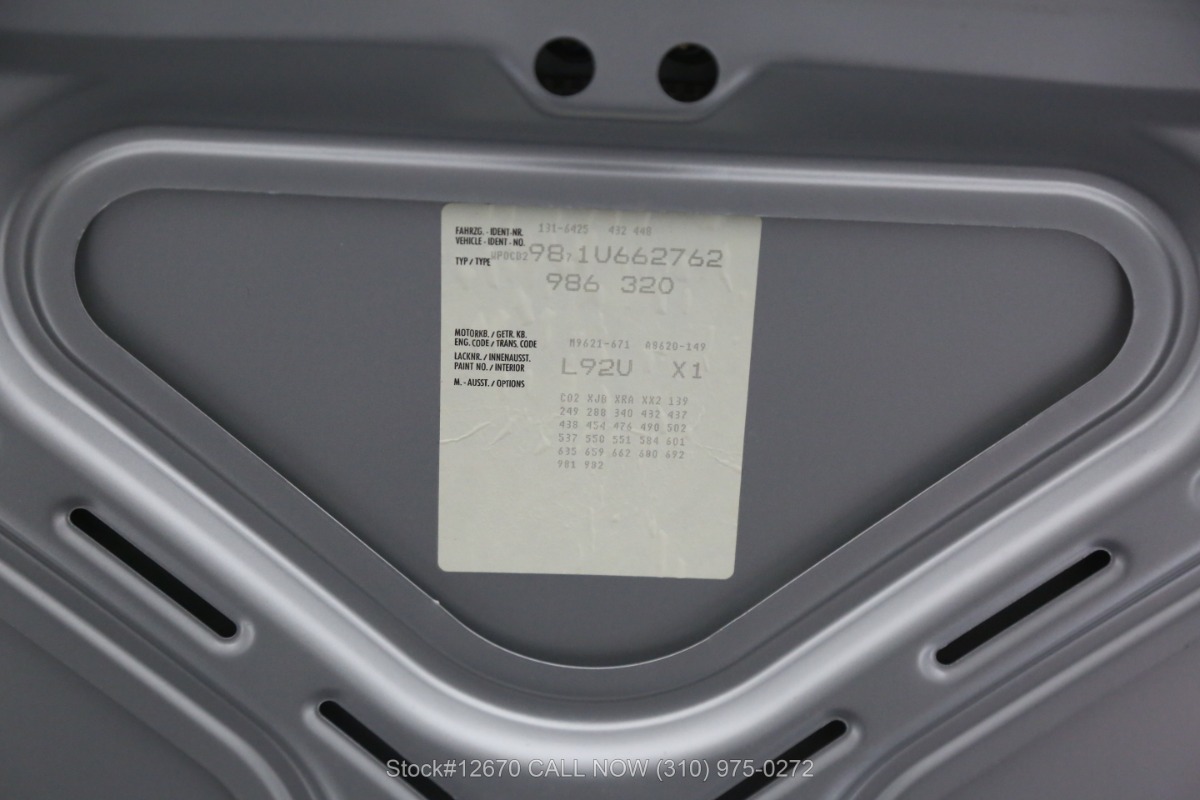 FAHRZG. - IDENT-NR. 131-6425 432 448
VEHICLE - IDENT - NO.
WP0CB298₇1U662762
TYP / TYPE
986 320
MOTORKB. / GETR. KB.
ENG. CODE / TRANS. CODE M9621-671 A8620-149
LACKNR. / INNENAUSST.
PAINT NO. / INTERIOR L92U X1
M. - AUSST. / OPTIONS
C02 XJB XRA XX2 139
249 288 340 432 437
438 454 476 490 502
537 550 551 584 601
635 659 662 680 692
981 982
Stock#12670 CALL NOW (310) 975-0272